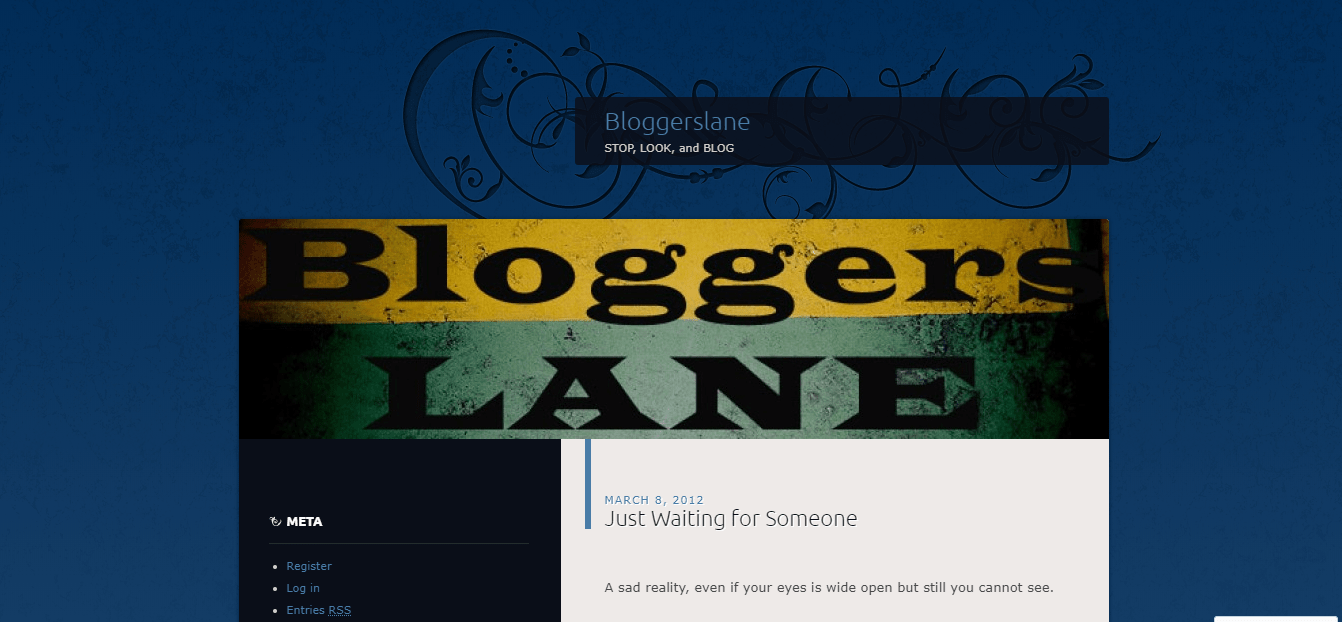 Bloggerslane
STOP, LOOK, and BLOG
Bloggers
LANE
META
Register
Log in
Entries RSS
MARCH 8, 2012
Just Waiting for Someone
A sad reality, even if your eyes is wide open but still you cannot see.